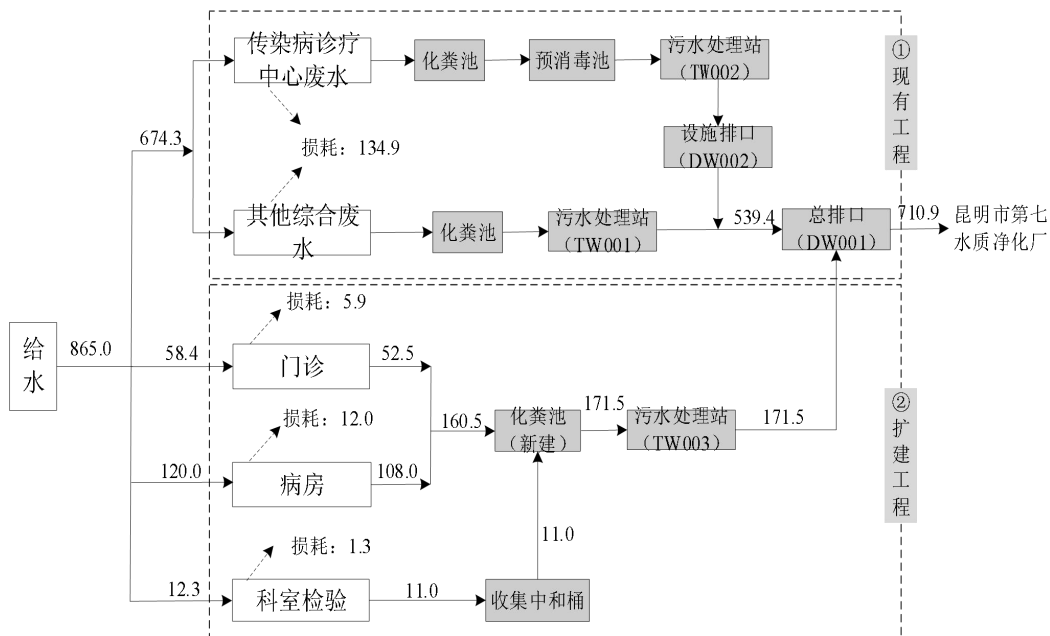 传染病诊疗
中心废水
化粪池
预消毒池
污水处理站
(TW002)
①
现有工程
674.3
损耗：134.9
设施排口
(DW002)
其他综合废
水
化粪池
污水处理站
(TW001)
539.4
总排口
(DW001)
710.9
昆明市第七
水质净化厂
损耗：5.9
给
水
865.0
58.4
门诊
52.5
损耗：12.0
160.5
化粪池
(新建)
171.5
污水处理站
(TW003)
171.5
②
扩建工程
120.0
病房
108.0
损耗：1.3
11.0
12.3
科室检验
11.0
收集中和桶